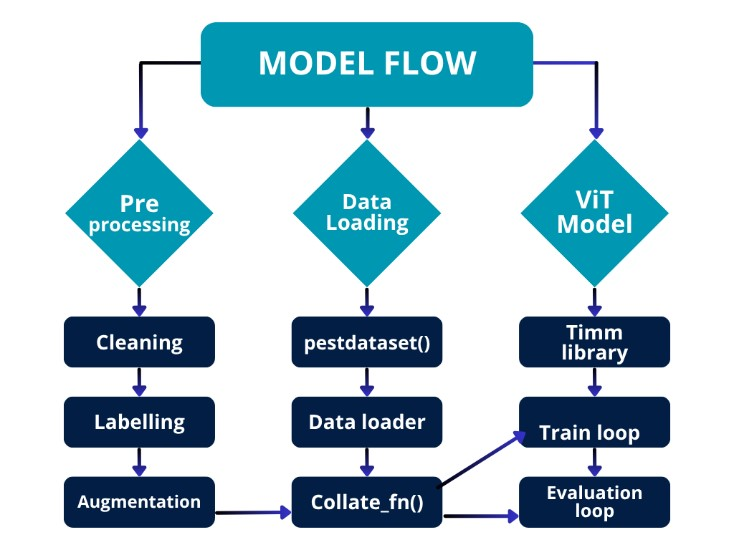 MODEL FLOW
Pre
processing
Data
Loading
ViT
Model
Cleaning
pestdataset()
Timm
library
Labelling
Data loader
Train loop
Augmentation
Collate_fn()
Evaluation
loop